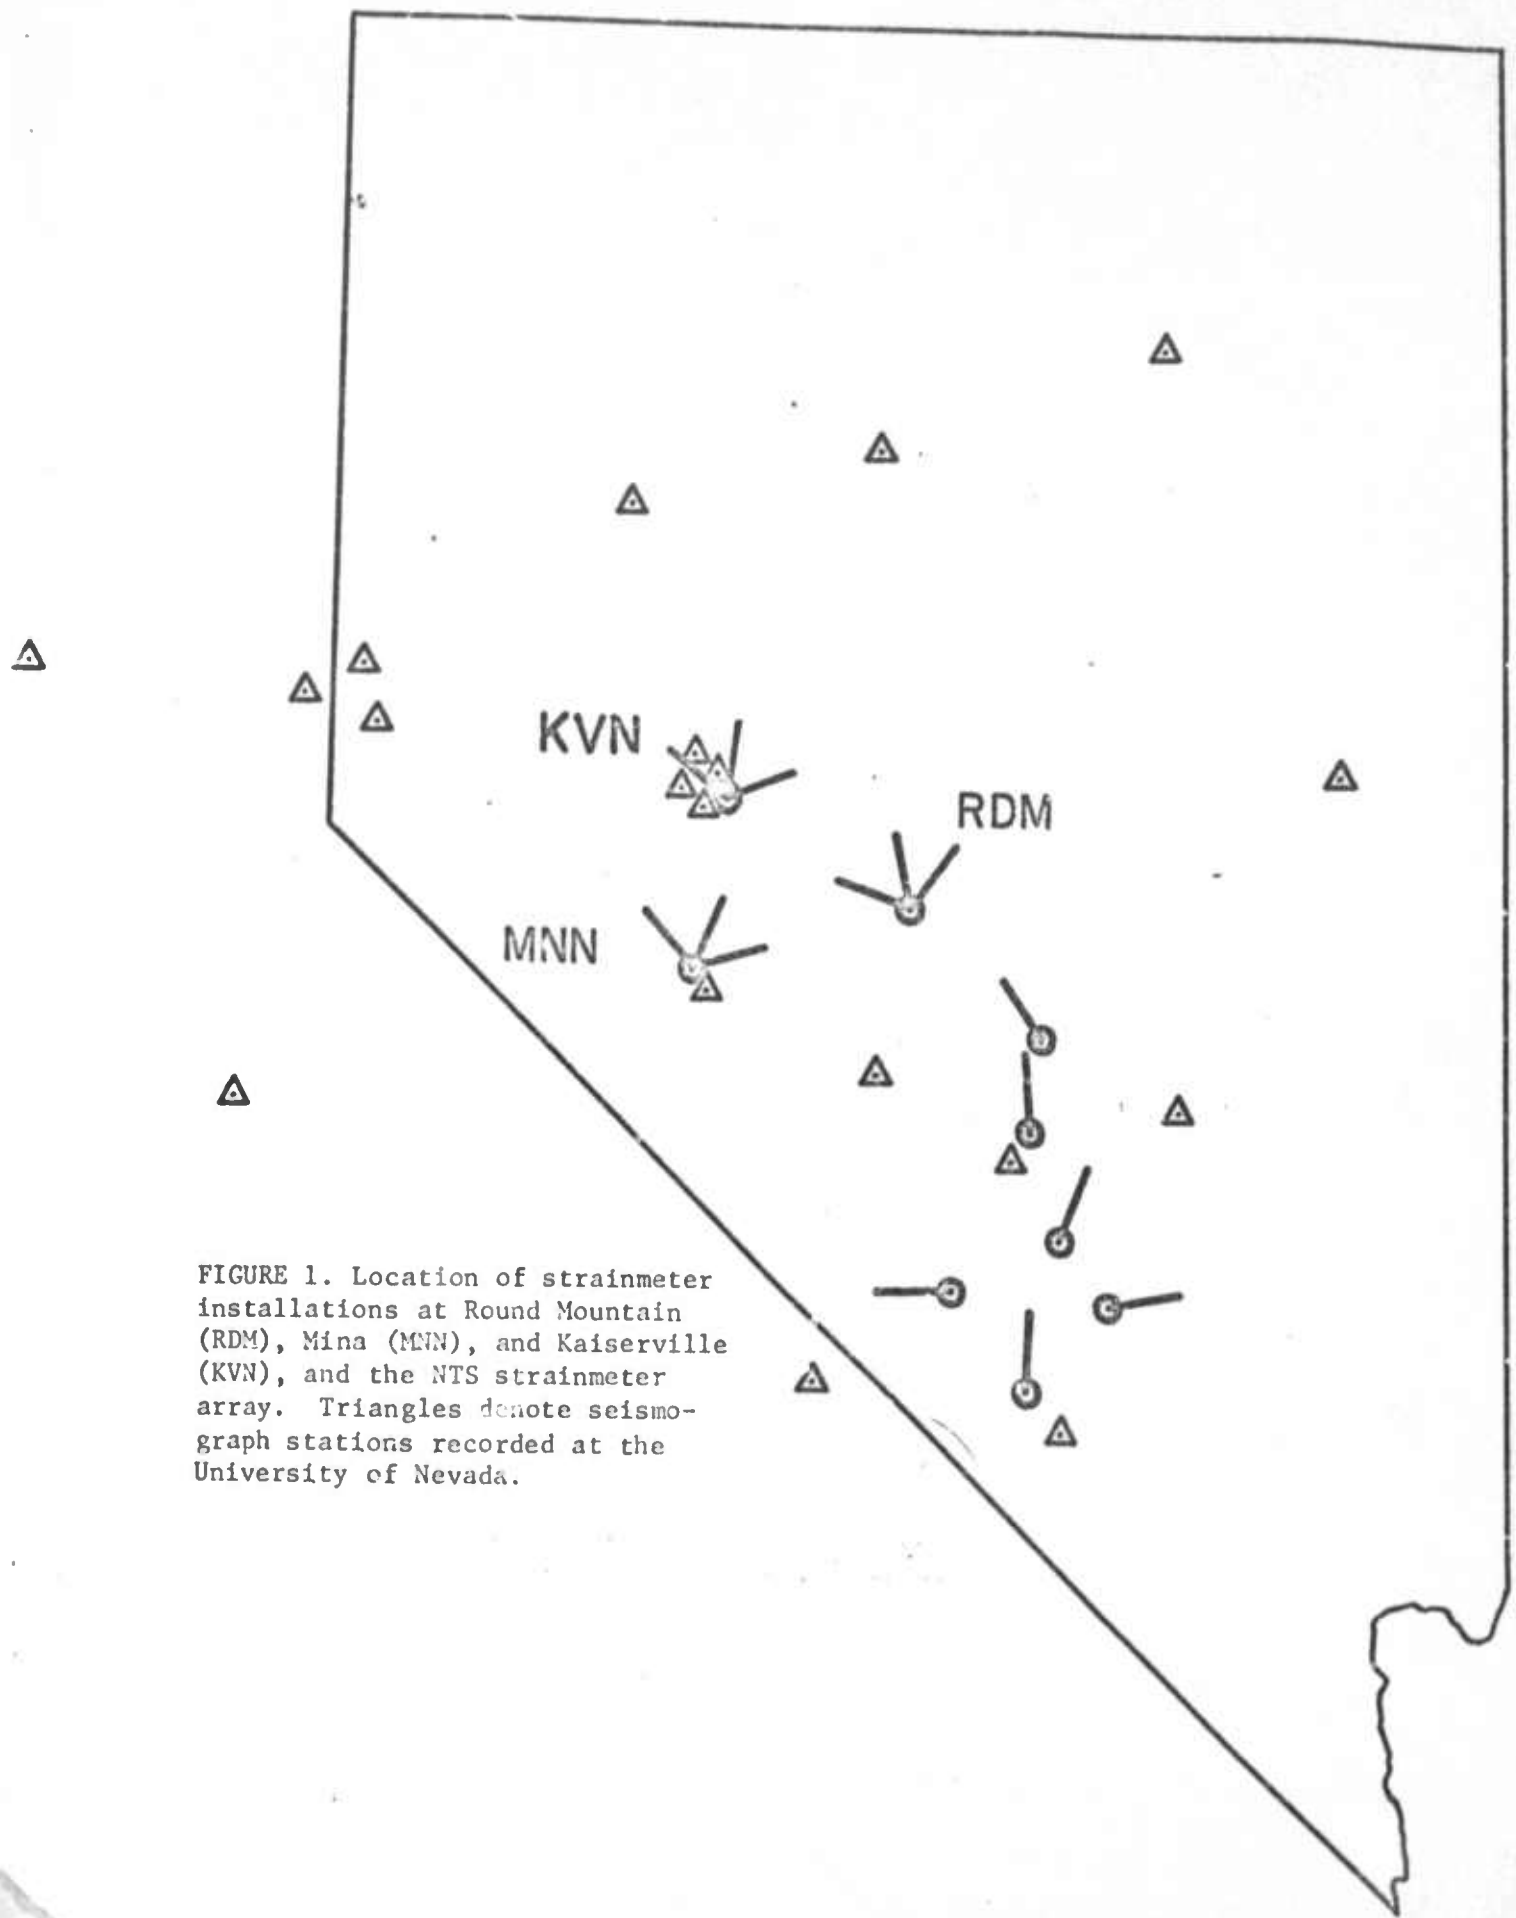 KVN
RDM
MNN
FIGURE 1. Location of strainmeter
installations at Round Mountain
(RDM), Mina (MNN), and Kaiserville
(KVN), and the NTS strainmeter
array. Triangles denote seismo-
graph stations recorded at the
University of Nevada.